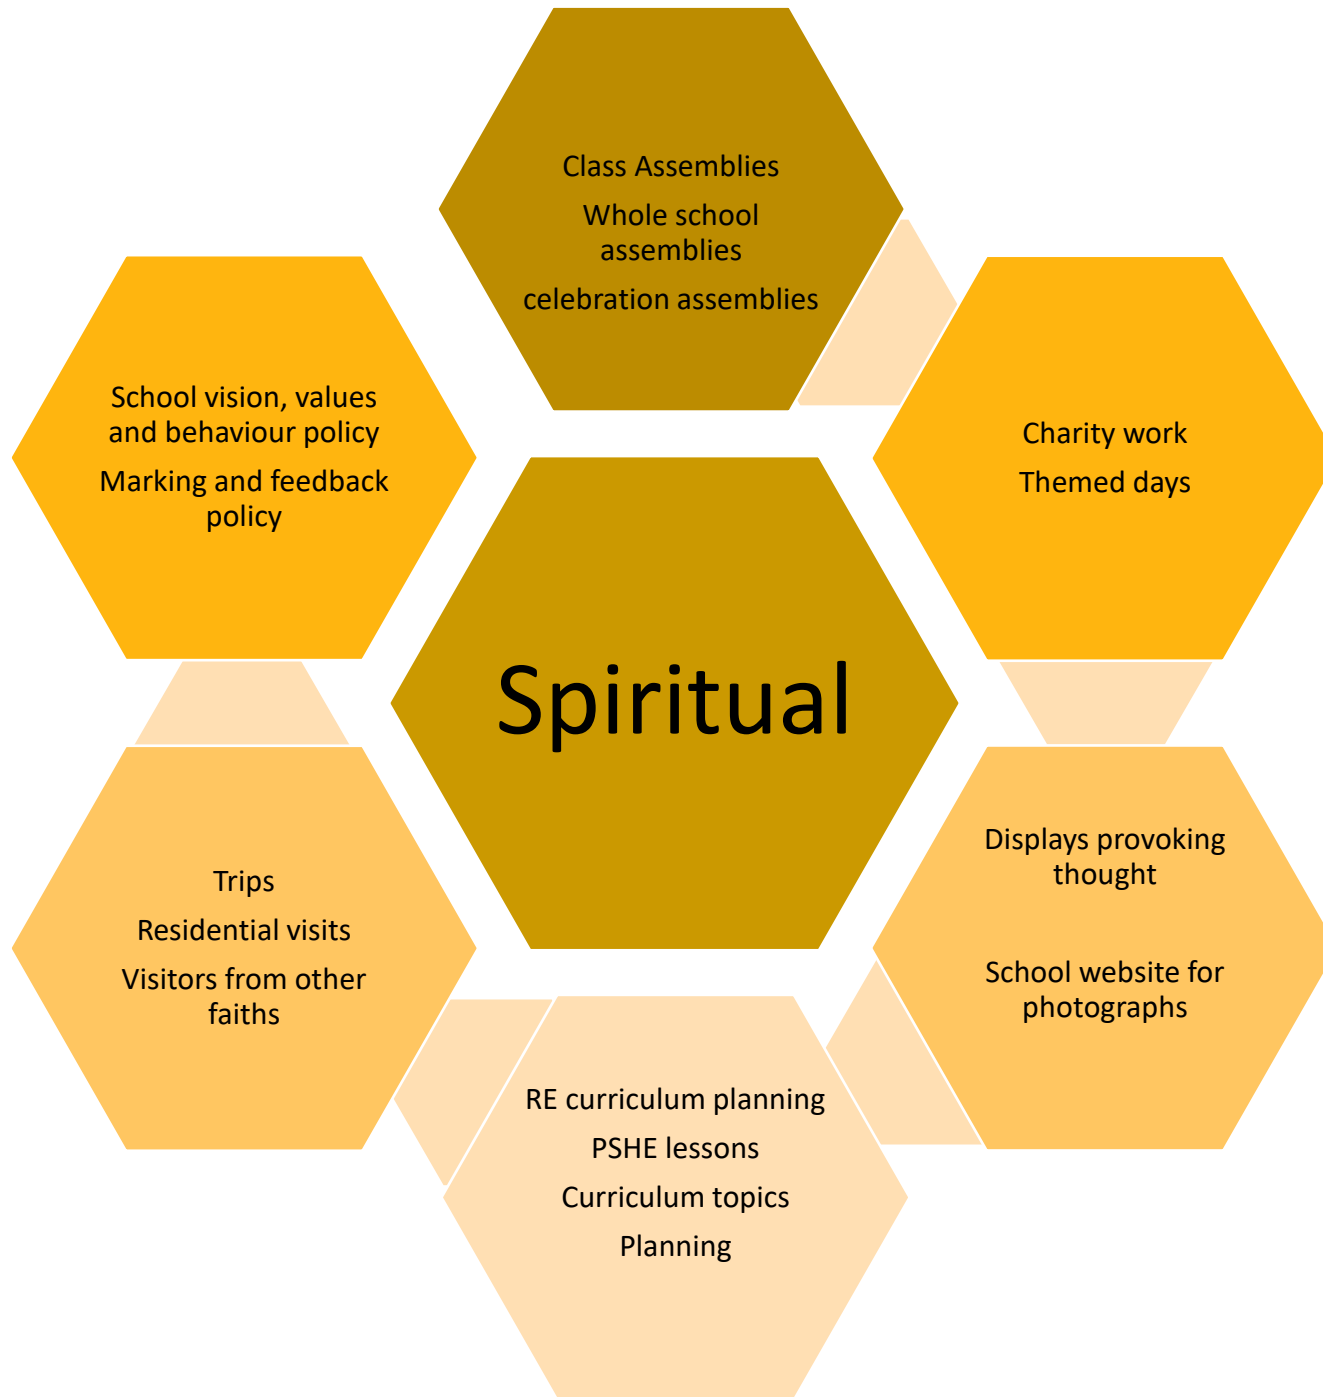 Class Assemblies
Whole school
assemblies
celebration assemblies
School vision, values
and behaviour policy
Marking and feedback
policy
Charity work
Themed days
Spiritual
Trips
Residential visits
Visitors from other
faiths
Displays provoking
thought
School website for
photographs
RE curriculum planning
PSHE lessons
Curriculum topics
Planning